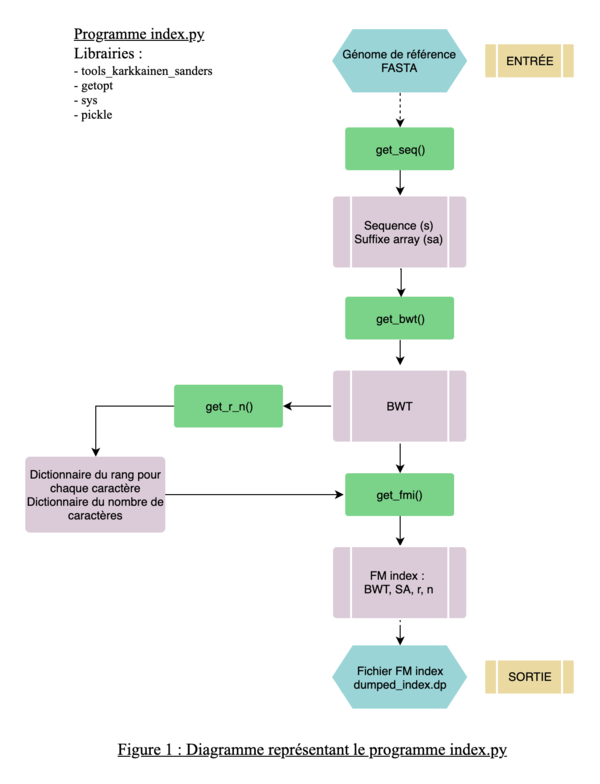 Programme index.py
Librairies :
- tools_karkkainen_sanders
- getopt
- sys
- pickle
Génome de référence
FASTA
ENTRÉE
get_seq()
Sequence (s)
Suffixe array (sa)
get_bwt()
get_r_n()
BWT
Dictionnaire du rang pour
chaque caractère
Dictionnaire du nombre de
caractères
get_fmi()
FM index :
BWT, SA, r, n
Fichier FM index
dumped_index.dp
SORTIE
Figure 1 : Diagramme représentant le programme index.py